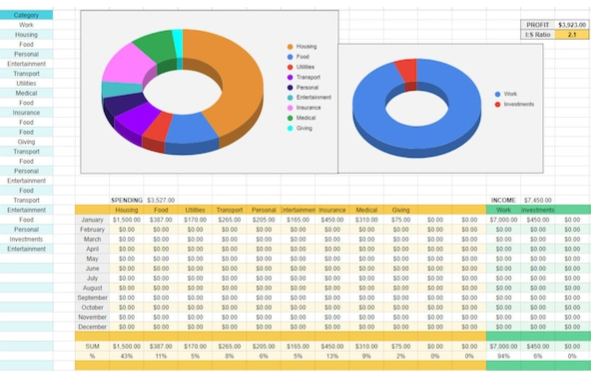 Category
Work
Housing
Food
Personal
Entertainment
Transport
Utilities
Medical
Food
Insurance
Food
Food
Giving
Transport
Food
Personal
Entertainment
Food
Transport
Entertainment
Food
Personal
Investments
Entertainment
Housing
Food
Utilities
Transport
Personal
Entertainment
Insurance
Medical
Giving
Work
Investments
PROFIT $3,923.00
I:S Ratio 2.1
SPENDING $3,527.00 INCOME $7,450.00
Housing Food Utilities Transport Personal Entertainment Insurance Medical Giving Work Investments
January $1,500.00 $387.00 $170.00 $265.00 $205.00 $165.00 $450.00 $310.00 $75.00 $0.00 $0.00 $7,000.00 $450.00 $0.00
February $0.00 $0.00 $0.00 $0.00 $0.00 $0.00 $0.00 $0.00 $0.00 $0.00 $0.00 $0.00 $0.00 $0.00
March $0.00 $0.00 $0.00 $0.00 $0.00 $0.00 $0.00 $0.00 $0.00 $0.00 $0.00 $0.00 $0.00 $0.00
April $0.00 $0.00 $0.00 $0.00 $0.00 $0.00 $0.00 $0.00 $0.00 $0.00 $0.00 $0.00 $0.00 $0.00
May $0.00 $0.00 $0.00 $0.00 $0.00 $0.00 $0.00 $0.00 $0.00 $0.00 $0.00 $0.00 $0.00 $0.00
June $0.00 $0.00 $0.00 $0.00 $0.00 $0.00 $0.00 $0.00 $0.00 $0.00 $0.00 $0.00 $0.00 $0.00
July $0.00 $0.00 $0.00 $0.00 $0.00 $0.00 $0.00 $0.00 $0.00 $0.00 $0.00 $0.00 $0.00 $0.00
August $0.00 $0.00 $0.00 $0.00 $0.00 $0.00 $0.00 $0.00 $0.00 $0.00 $0.00 $0.00 $0.00 $0.00
September $0.00 $0.00 $0.00 $0.00 $0.00 $0.00 $0.00 $0.00 $0.00 $0.00 $0.00 $0.00 $0.00 $0.00
October $0.00 $0.00 $0.00 $0.00 $0.00 $0.00 $0.00 $0.00 $0.00 $0.00 $0.00 $0.00 $0.00 $0.00
November $0.00 $0.00 $0.00 $0.00 $0.00 $0.00 $0.00 $0.00 $0.00 $0.00 $0.00 $0.00 $0.00 $0.00
December $0.00 $0.00 $0.00 $0.00 $0.00 $0.00 $0.00 $0.00 $0.00 $0.00 $0.00 $0.00 $0.00 $0.00
SUM $1,500.00 $387.00 $170.00 $265.00 $205.00 $165.00 $450.00 $310.00 $75.00 $0.00 $0.00 $7,000.00 $450.00 $0.00
% 43% 11% 5% 8% 6% 5% 13% 9% 2% 0% 0% 94% 6% 0%